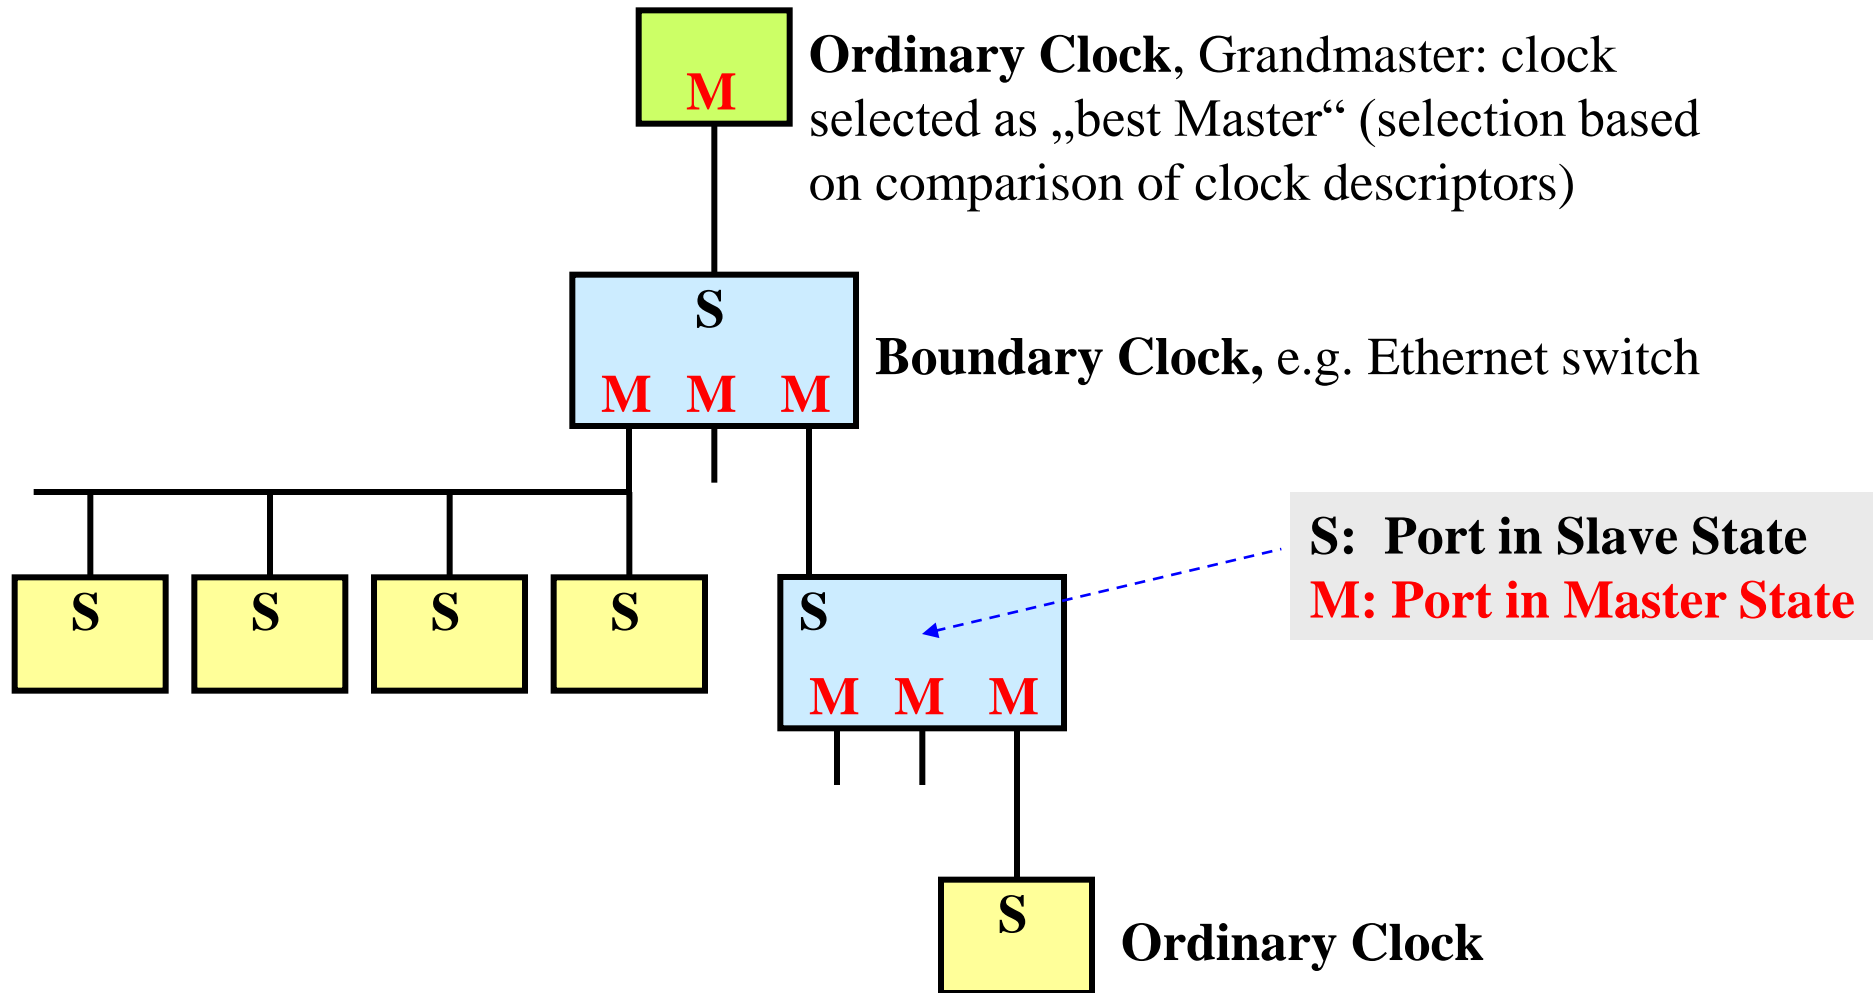 M
Ordinary Clock, Grandmaster: clock
selected as „best Master“ (selection based
on comparison of clock descriptors)
S
M M M
Boundary Clock, e.g. Ethernet switch
S: Port in Slave State
M: Port in Master State
S S S S S
M M M
S
Ordinary Clock